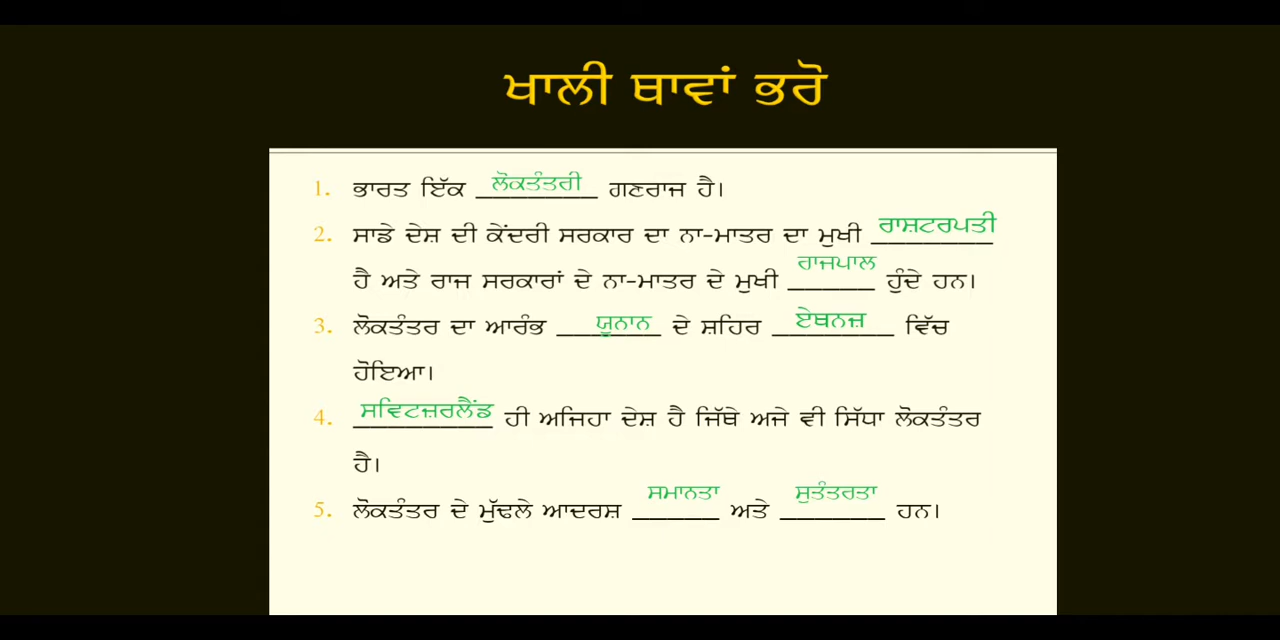 ਖਾਲੀ ਥਾਵਾਂ ਭਰੋ
1. ਭਾਰਤ ਇੱਕ ਲੋਕਤੰਤਰੀ ਗਣਰਾਜ ਹੈ।
2. ਸਾਡੇ ਦੇਸ਼ ਦੀ ਕੇਂਦਰੀ ਸਰਕਾਰ ਦਾ ਨਾ-ਮਾਤਰ ਦਾ ਮੁਖੀ ਰਾਸ਼ਟਰਪਤੀ
ਹੈ ਅਤੇ ਰਾਜ ਸਰਕਾਰਾਂ ਦੇ ਨਾ-ਮਾਤਰ ਦੇ ਮੁਖੀ ਰਾਜਪਾਲ ਹੁੰਦੇ ਹਨ।
3. ਲੋਕਤੰਤਰ ਦਾ ਆਰੰਭ ਯੂਨਾਨ ਦੇ ਸ਼ਹਿਰ ਏਥਨਜ਼ ਵਿੱਚ
ਹੋਇਆ।
4. ਸਵਿਟਜ਼ਰਲੈਂਡ ਹੀ ਅਜਿਹਾ ਦੇਸ਼ ਹੈ ਜਿੱਥੇ ਅਜੇ ਵੀ ਸਿੱਧਾ ਲੋਕਤੰਤਰ
ਹੈ।
5. ਲੋਕਤੰਤਰ ਦੇ ਮੁੱਢਲੇ ਆਦਰਸ਼ ਸਮਾਨਤਾ ਅਤੇ ਸੁਤੰਤਰਤਾ ਹਨ।